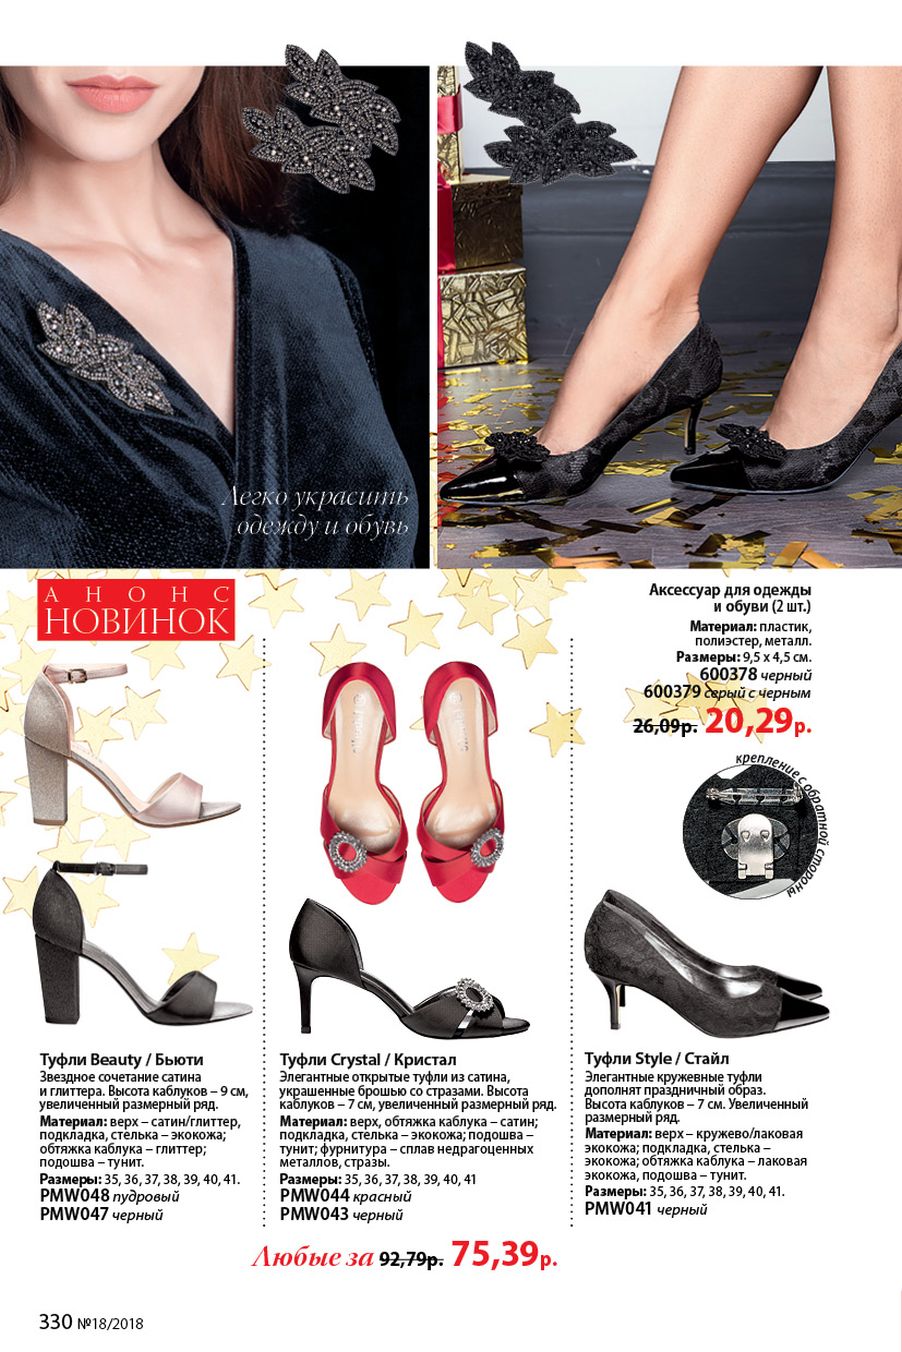 Легко украсить
одежду и обувь
АНОНС
НОВИНОК
Аксессуар для одежды
и обуви (2 шт.)
Материал: пластик,
полиэстер, металл.
Размеры: 9,5 х 4,5 см.
600378 черный
600379 серый с черным
26,09р. 20,29р.
крепление с обратной стороны
Туфли Beauty / Бьюти
Звездное сочетание сатина
и глиттера. Высота каблуков – 9 см,
увеличенный размерный ряд.
Материал: верх – сатин/глиттер,
подкладка, стелька – экокожа;
обтяжка каблука – глиттер;
подошва – тунит.
Размеры: 35, 36, 37, 38, 39, 40, 41.
PMW048 пудровый
PMW047 черный
Туфли Crystal / Кристал
Элегантные открытые туфли из сатина,
украшенные брошью со стразами. Высота
каблуков – 7 см, увеличенный размерный ряд.
Материал: верх, обтяжка каблука – сатин;
подкладка, стелька – экокожа; подошва –
тунит; фурнитура – сплав недрагоценных
металлов, стразы.
Размеры: 35, 36, 37, 38, 39, 40, 41
PMW044 красный
PMW043 черный
Туфли Style / Стайл
Элегантные кружевные туфли
дополнят праздничный образ.
Высота каблуков – 7 см. Увеличенный
размерный ряд.
Материал: верх – кружево/лаковая
экокожа; подкладка, стелька –
экокожа; обтяжка каблука – лаковая
экокожа, подошва – тунит.
Размеры: 35, 36, 37, 38, 39, 40, 41.
PMW041 черный
Любые за 92,79р. 75,39р.
330 №18/2018